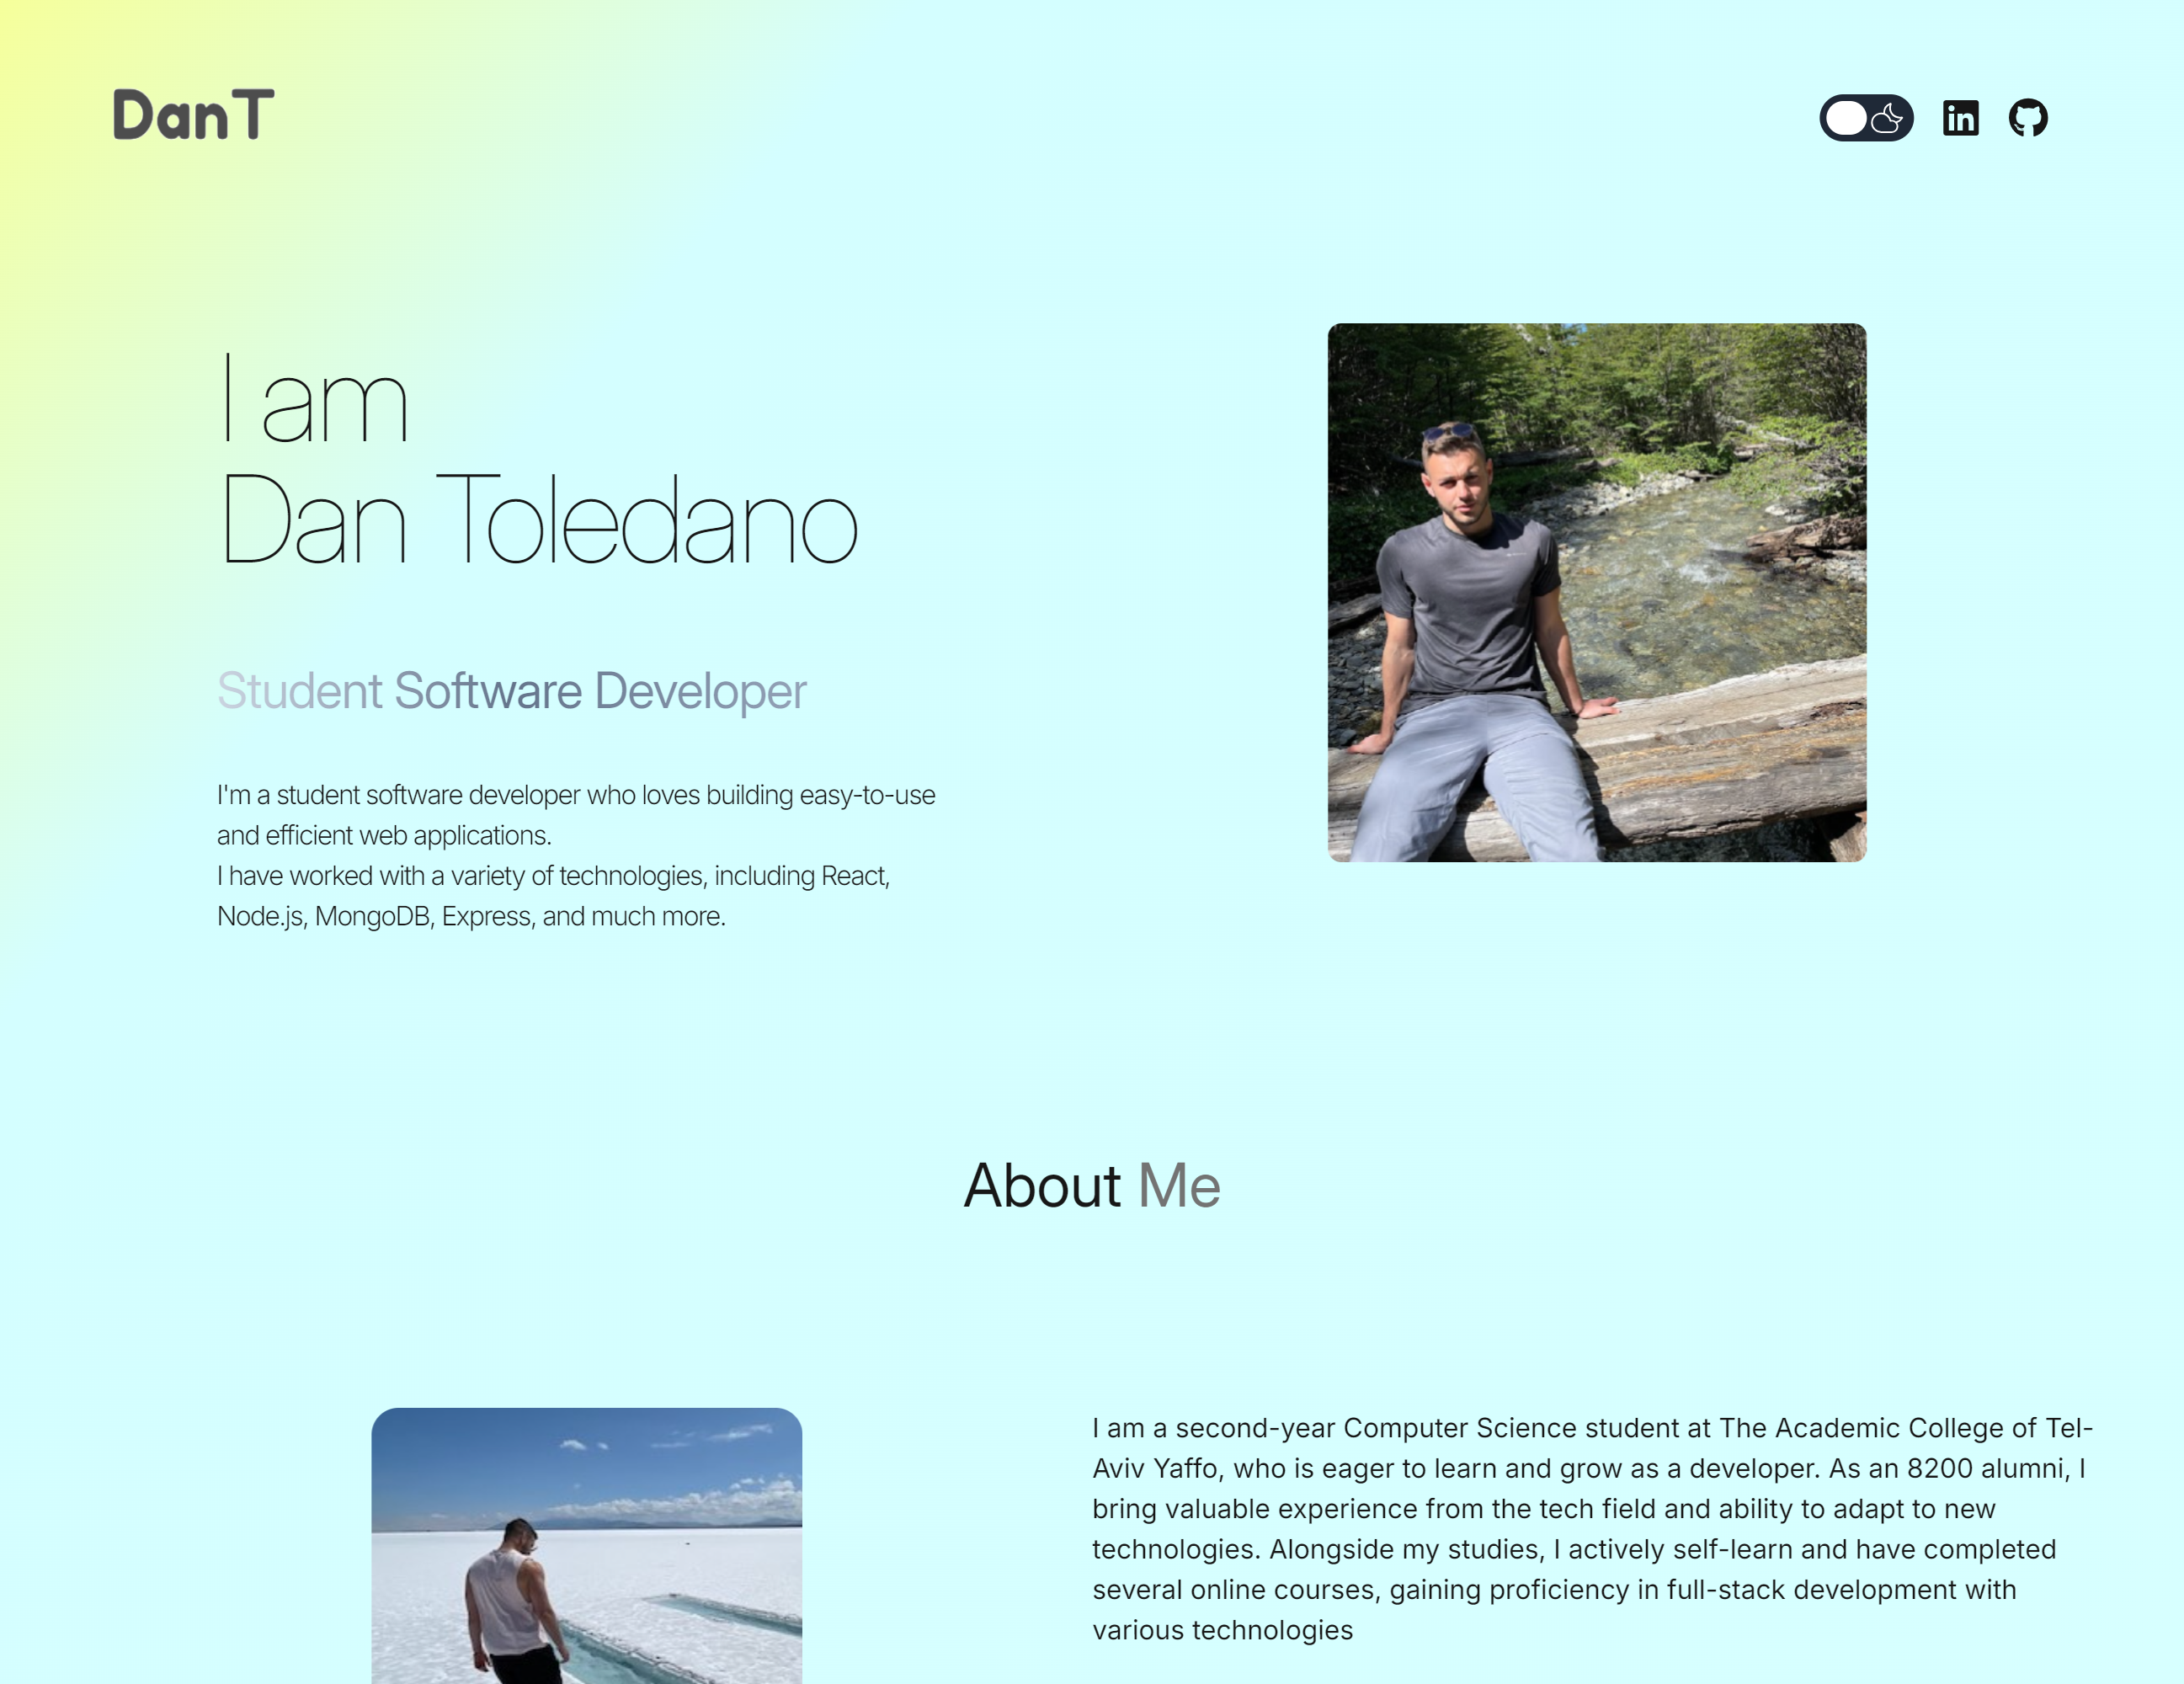 DanT
I am
Dan Toledano
Student Software Developer
I'm a student software developer who loves building easy-to-use
and efficient web applications.
I have worked with a variety of technologies, including React,
Node.js, MongoDB, Express, and much more.
About Me
I am a second-year Computer Science student at The Academic College of Tel-
Aviv Yaffo, who is eager to learn and grow as a developer. As an 8200 alumni, I
bring valuable experience from the tech field and ability to adapt to new
technologies. Alongside my studies, I actively self-learn and have completed
several online courses, gaining proficiency in full-stack development with
various technologies